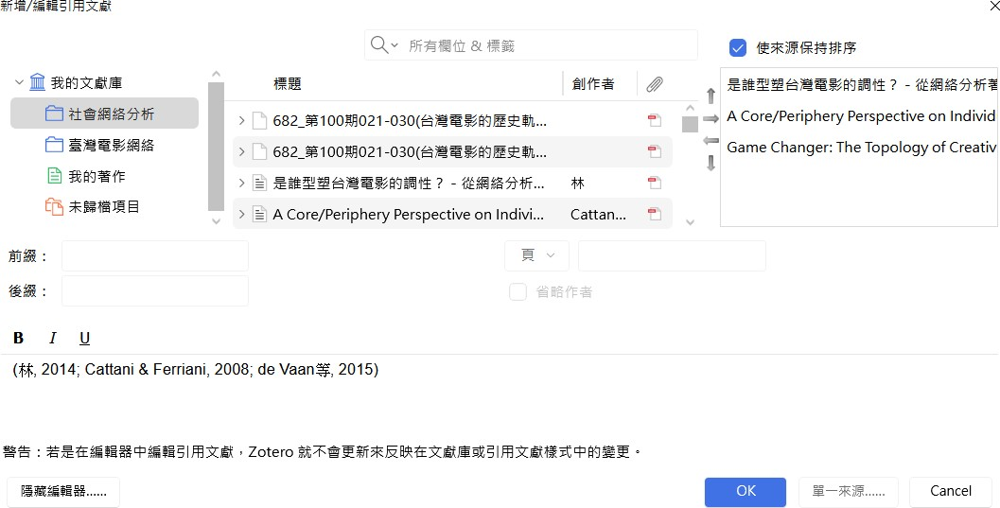 新增/編輯引用文獻
所有欄位 & 標籤
使來源保持排序
我的文獻庫
社會網絡分析
臺灣電影網絡
我的著作
未歸檔項目
標題 創作者
682_第100期021-030(台灣電影的歷史軌...
682_第100期021-030(台灣電影的歷史軌...
是誰型塑台灣電影的調性？ - 從網絡分析... 林
A Core/Periphery Perspective on Indivi... Cattan...
是誰型塑台灣電影的調性？ - 從網絡分析著
A Core/Periphery Perspective on Individ
Game Changer: The Topology of Creativ
前綴：
頁
後綴：
省略作者
B I U
(林, 2014; Cattani & Ferriani, 2008; de Vaan等, 2015)
警告：若是在編輯器中編輯引用文獻，Zotero 就不會更新來反映在文獻庫或引用文獻樣式中的變更。
隱藏編輯器...... OK 單一來源...... Cancel